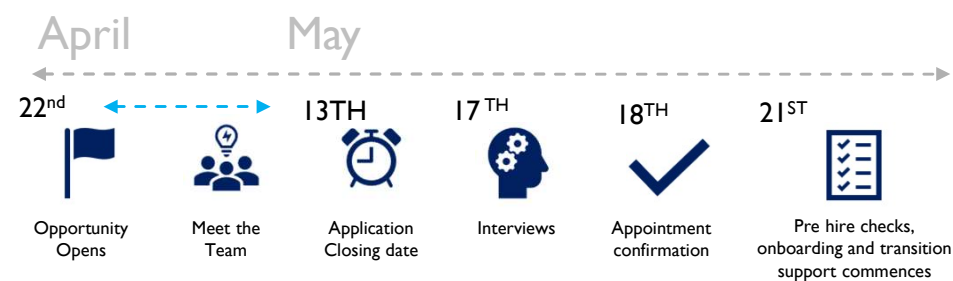 April May
22nd 13TH 17TH 18TH 21ST
Opportunity
Opens
Meet the
Team
Application
Closing date
Interviews
Appointment
confirmation
Pre hire checks,
onboarding and transition
support commences